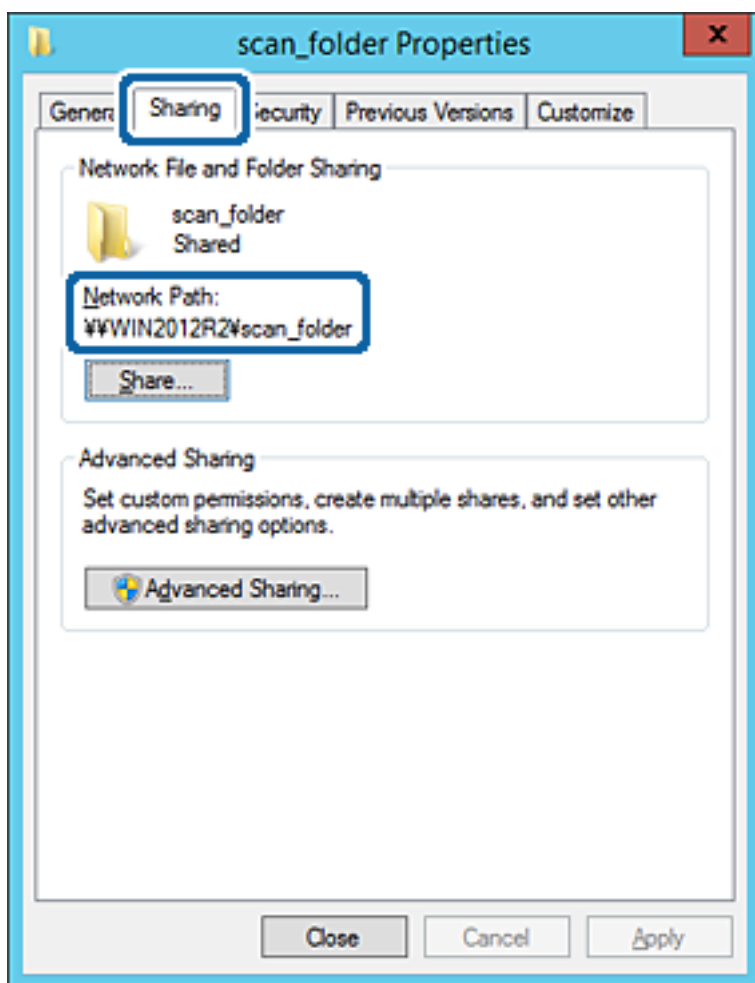 scan_folder Properties
x
Genera Sharing ecurity Previous Versions Customize
Network File and Folder Sharing
scan_folder
Shared
Network Path:
¥¥WIN2012R2¥scan_folder
Share...
Advanced Sharing
Set custom permissions, create multiple shares, and set other
advanced sharing options.
Advanced Sharing...
Close Cancel Apply